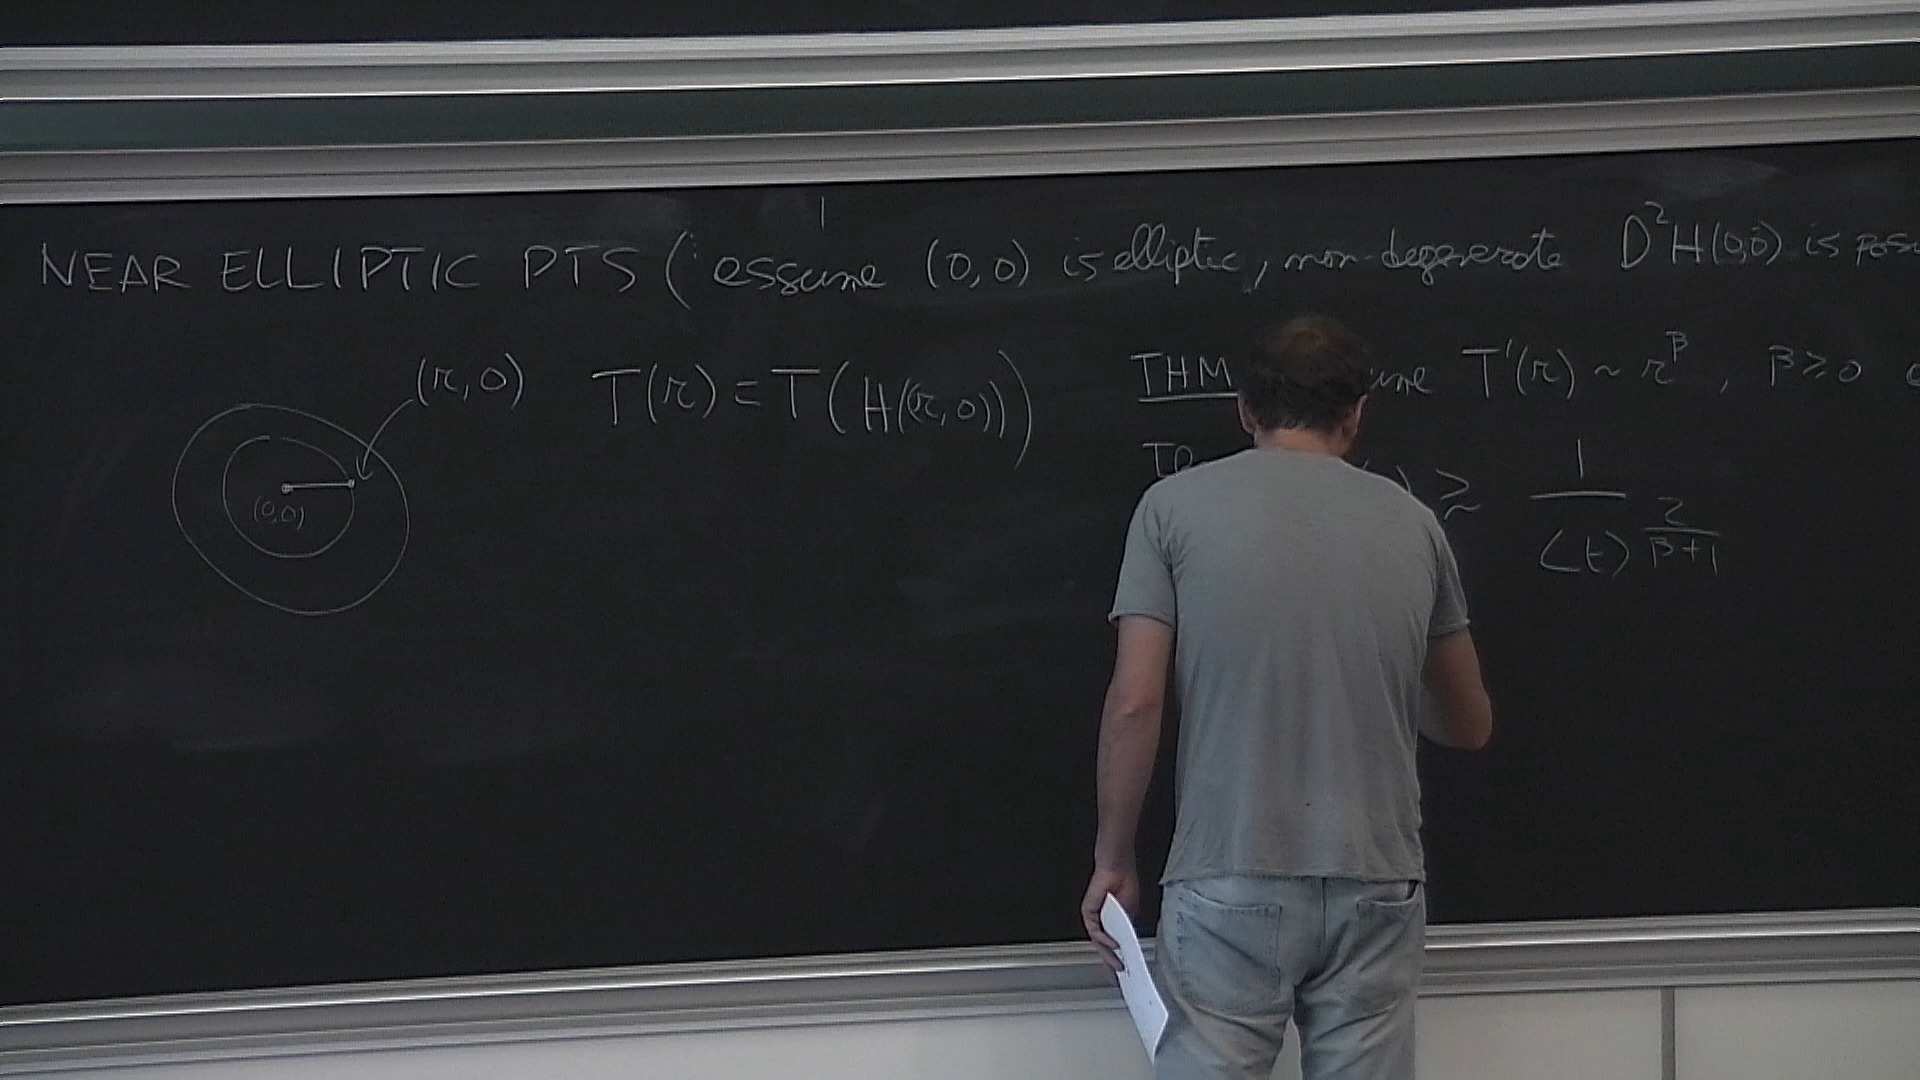 NEAR ELLIPTIC PTS ( assume (0,0) is elliptic, non-degenerate D²H(0,0) is
(r,0)
T(r) = T(H((r,0)))
(0,0)
THM T'(r) ~ r^β , β ≥ 0
) ≳ 1 / ⟨t⟩^{2/(β+1)}